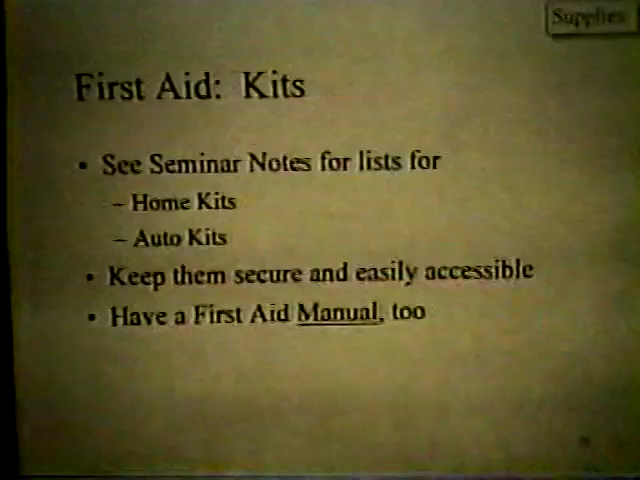 Supplies
First Aid: Kits
• See Seminar Notes for lists for
– Home Kits
– Auto Kits
• Keep them secure and easily accessible
• Have a First Aid Manual, too